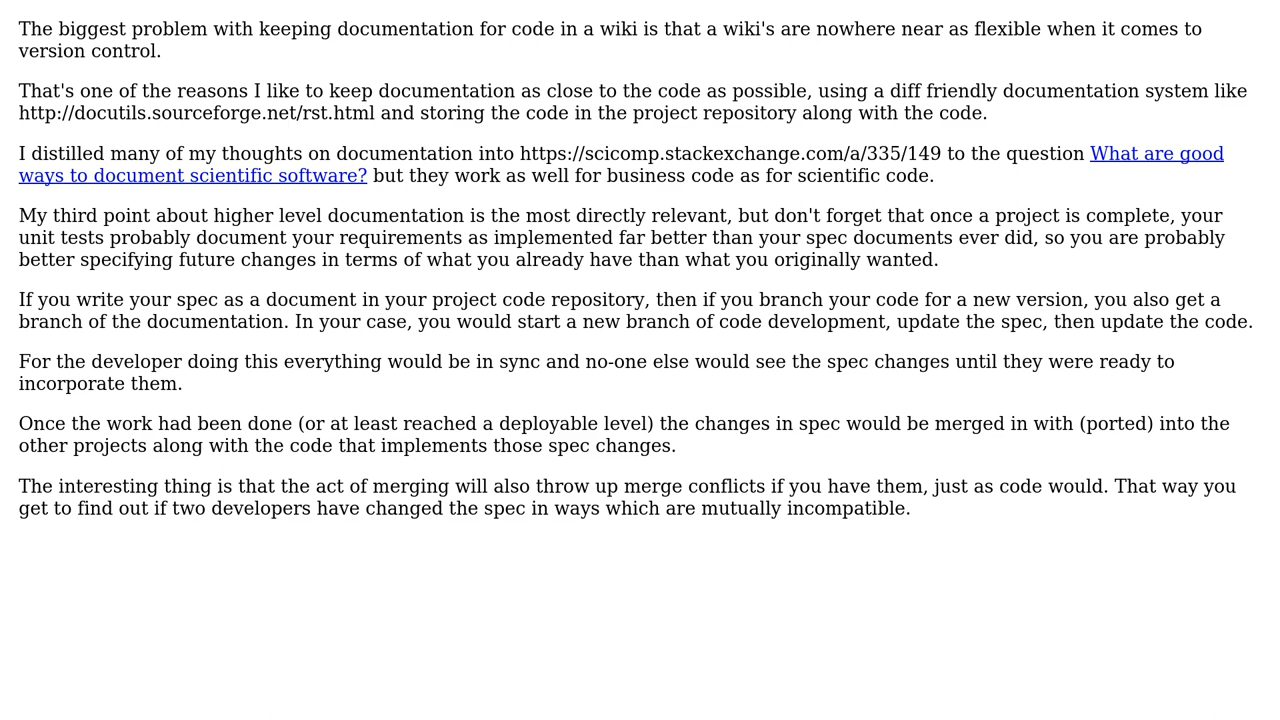 The biggest problem with keeping documentation for code in a wiki is that a wiki's are nowhere near as flexible when it comes to
version control.
That's one of the reasons I like to keep documentation as close to the code as possible, using a diff friendly documentation system like
http://docutils.sourceforge.net/rst.html and storing the code in the project repository along with the code.
I distilled many of my thoughts on documentation into https://scicomp.stackexchange.com/a/335/149 to the question What are good
ways to document scientific software? but they work as well for business code as for scientific code.
My third point about higher level documentation is the most directly relevant, but don't forget that once a project is complete, your
unit tests probably document your requirements as implemented far better than your spec documents ever did, so you are probably
better specifying future changes in terms of what you already have than what you originally wanted.
If you write your spec as a document in your project code repository, then if you branch your code for a new version, you also get a
branch of the documentation. In your case, you would start a new branch of code development, update the spec, then update the code.
For the developer doing this everything would be in sync and no-one else would see the spec changes until they were ready to
incorporate them.
Once the work had been done (or at least reached a deployable level) the changes in spec would be merged in with (ported) into the
other projects along with the code that implements those spec changes.
The interesting thing is that the act of merging will also throw up merge conflicts if you have them, just as code would. That way you
get to find out if two developers have changed the spec in ways which are mutually incompatible.